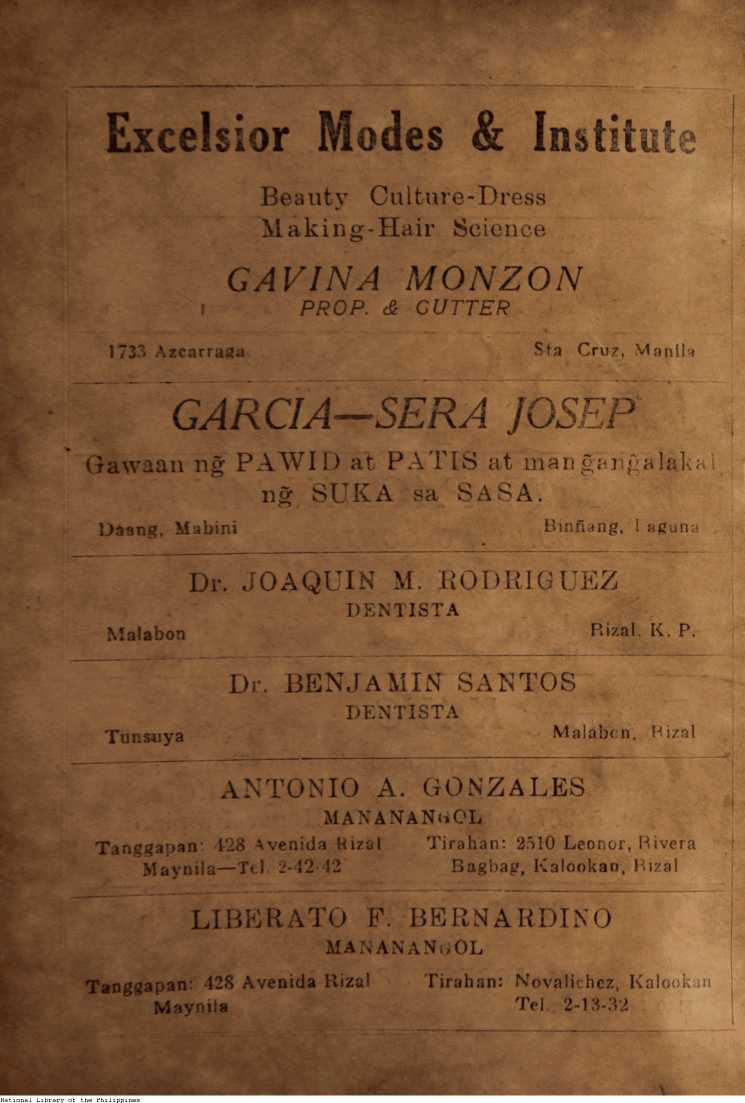 Excelsior Modes & Institute
Beauty Culture-Dress
Making-Hair Science
GAVINA MONZON
PROP. & CUTTER
1733 Azcarraga Sta Cruz, Manila
GARCIA—SERA JOSEP
Gawaan ng̃ PAWID at PATIS at mang̃ang̃alakal
ng̃ SUKA sa SASA.
Daang, Mabini Binñang, Laguna
Dr. JOAQUIN M. RODRIGUEZ
DENTISTA
Malabon Rizal, K. P.
Dr. BENJAMIN SANTOS
DENTISTA
Tunsuya Malabon, Rizal
ANTONIO A. GONZALES
MANANANGOL
Tanggapan: 428 Avenida Rizal Tirahan: 2510 Leonor, Rivera
Maynila—Tel. 2-42-42 Bagbag, Kalookan, Rizal
LIBERATO F. BERNARDINO
MANANANGOL
Tanggapan: 428 Avenida Rizal Tirahan: Novalichez, Kalookan
Maynila Tel. 2-13-32
National Library of the Philippines